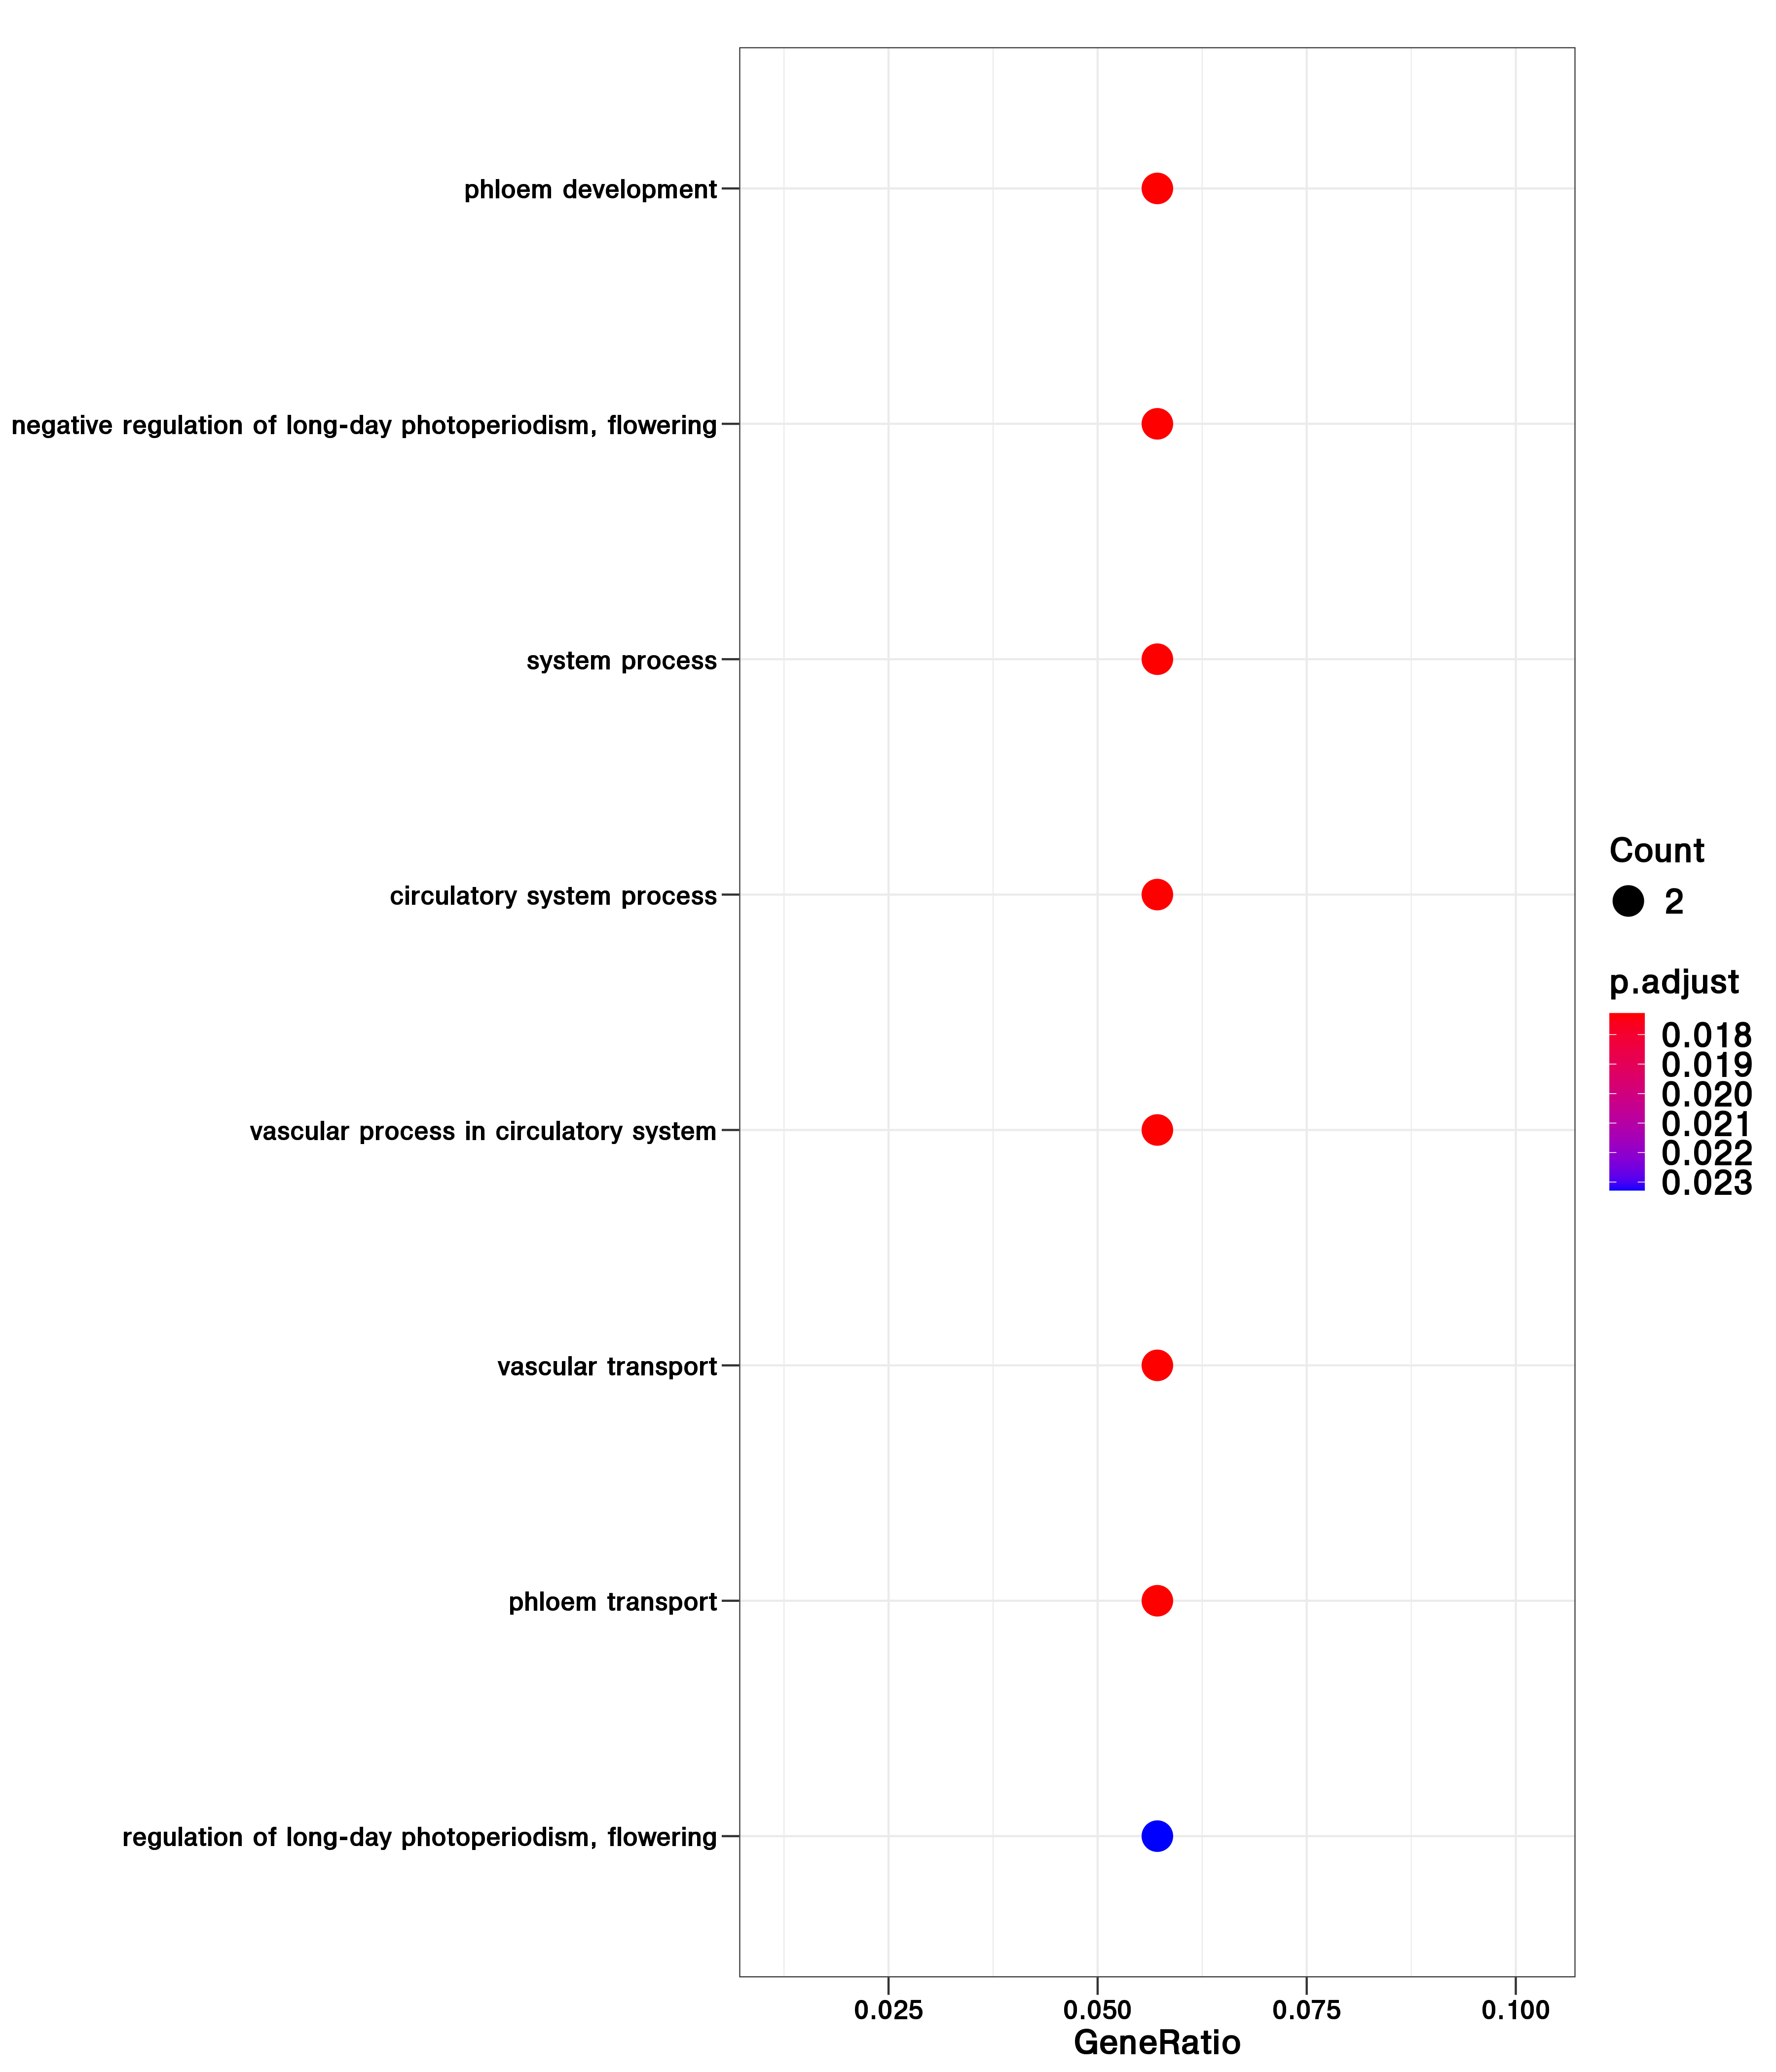 phloem development
negative regulation of long-day photoperiodism, flowering
system process
circulatory system process
vascular process in circulatory system
vascular transport
phloem transport
regulation of long-day photoperiodism, flowering
0.025 0.050 0.075 0.100
GeneRatio
Count
2
p.adjust
0.018
0.019
0.020
0.021
0.022
0.023